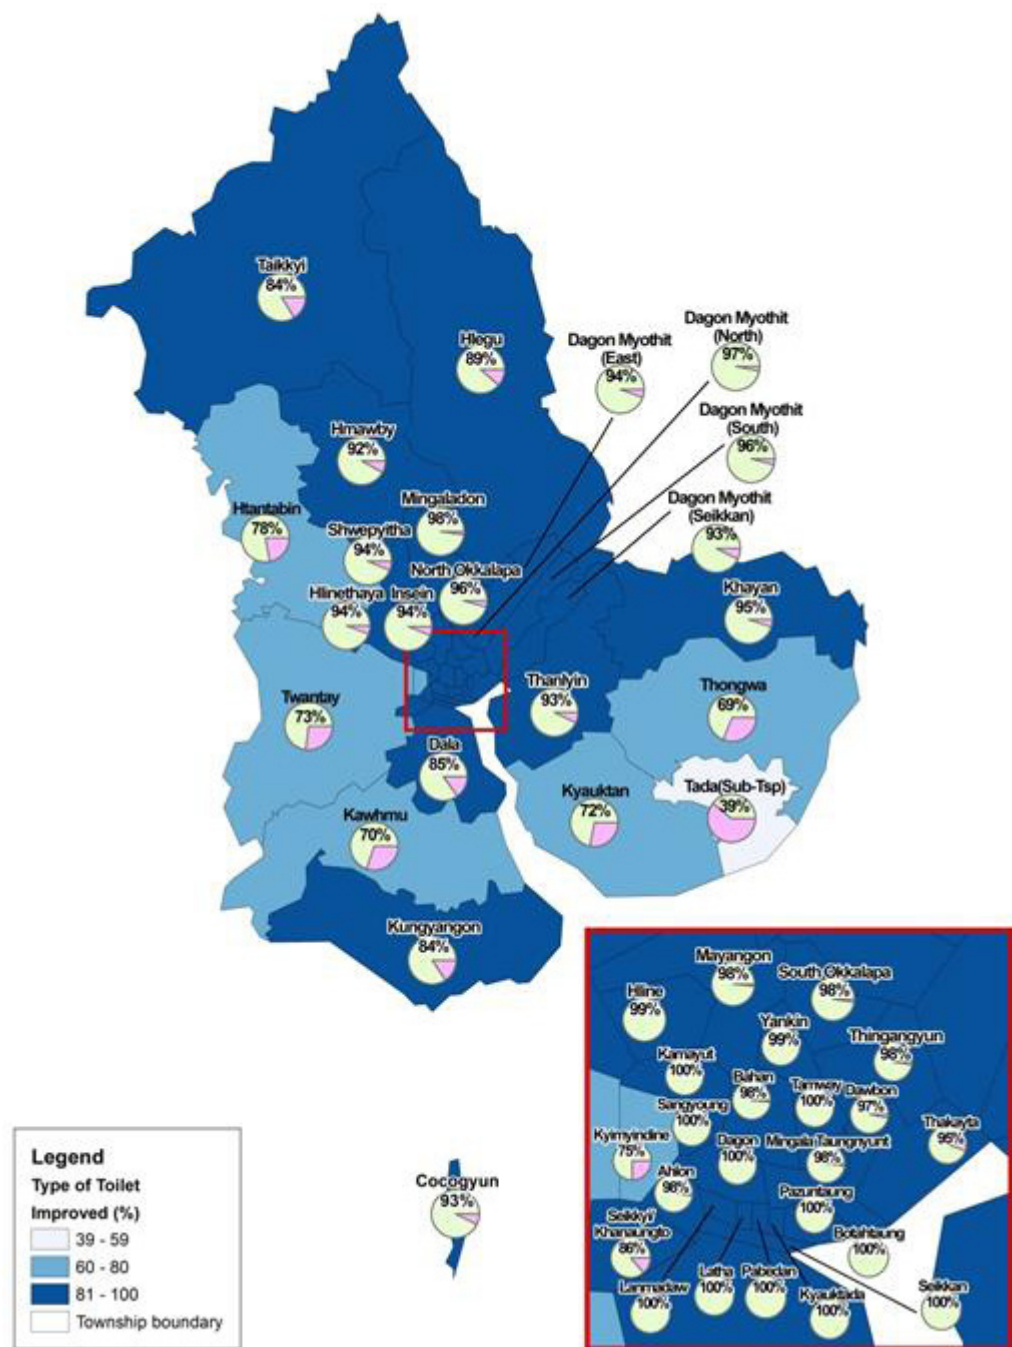 Taikkyi
84%
Hlegu
89%
Dagon Myothit
(East)
94%
Dagon Myothit
(North)
97%
Dagon Myothit
(South)
96%
Dagon Myothit
(Seikkan)
93%
Hmawby
92%
Mingaladon
98%
Htantabin
78%
Shwepyitha
94%
North Okkalapa
96%
Hlinethaya
94%
Insein
94%
Khayan
95%
Thanlyin
93%
Thongwa
69%
Twantay
73%
Dala
85%
Kyauktan
72%
Tada(Sub-Tsp)
39%
Kawhmu
70%
Kungyangon
84%
Cocogyun
93%
Mayangon
98%
South Okkalapa
98%
Hline
99%
Yankin
99%
Thingangyun
98%
Kamayut
100%
Bahan
98%
Tamway
100%
Dawbon
97%
Sangyoung
100%
Thakayta
95%
Kyimyindine
75%
Dagon
100%
Mingala Taungnyunt
98%
Ahlon
98%
Pazuntaung
100%
Seikkyi/
Khanaungto
86%
Botahtaung
100%
Lanmadaw
100%
Latha
100%
Pabedan
100%
Kyauktada
100%
Seikkan
100%
Legend
Type of Toilet
Improved (%)
39 - 59
60 - 80
81 - 100
Township boundary